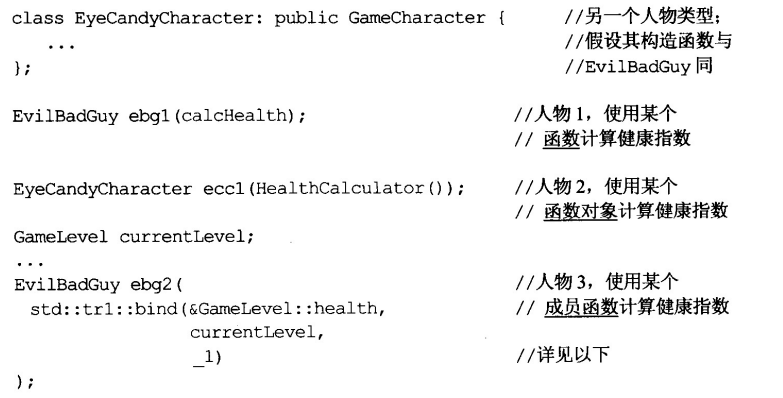 class EyeCandyCharacter: public GameCharacter { //另一个人物类型;
... //假设其构造函数与
}; //EvilBadGuy 同
EvilBadGuy ebg1(calcHealth); //人物 1，使用某个
// 函数计算健康指数
EyeCandyCharacter ecc1(HealthCalculator()); //人物 2，使用某个
// 函数对象计算健康指数
GameLevel currentLevel;
...
EvilBadGuy ebg2( //人物 3，使用某个
std::tr1::bind(&GameLevel::health, // 成员函数计算健康指数
currentLevel,
_1) //详见以下
);